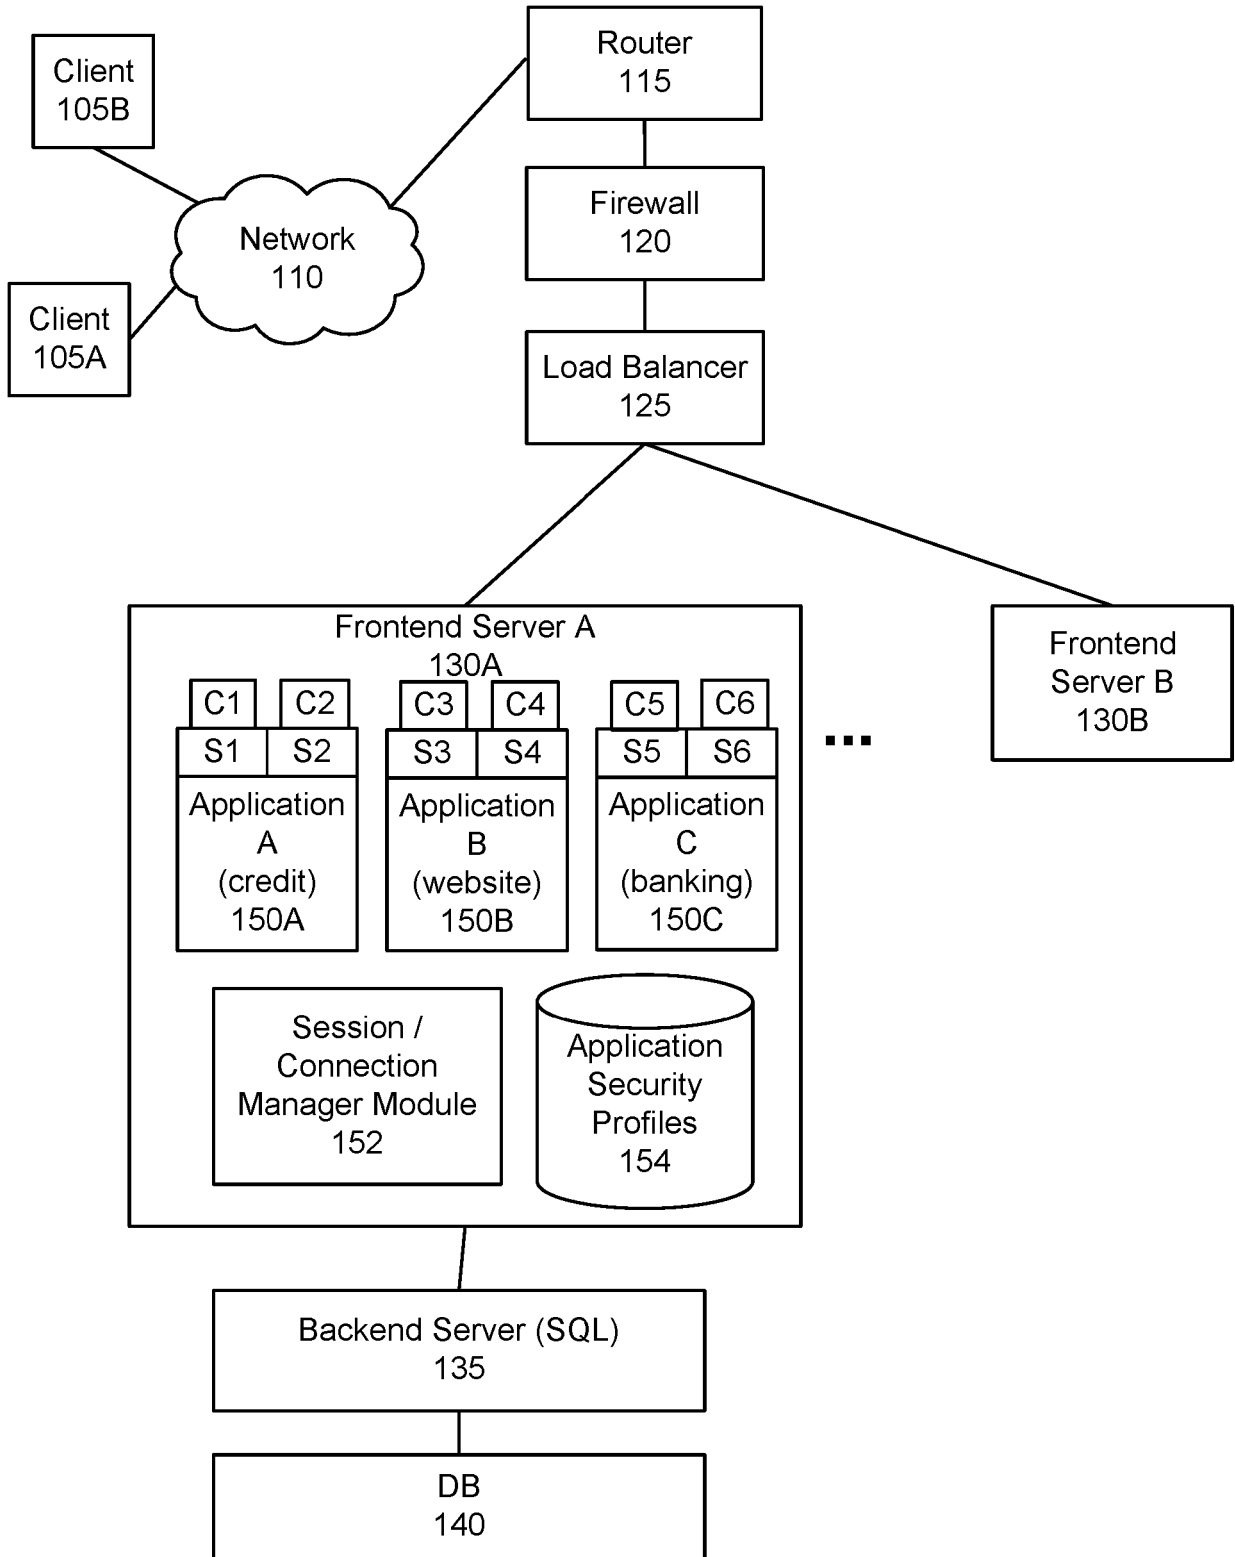 Router
115
Client
105B
Firewall
120
Network
110
Client
105A
Load Balancer
125
Frontend Server A
130A
C1
C2
C3
C4
C5
C6
S1
S2
S3
S4
S5
S6
Application
A
(credit)
150A
Application
B
(website)
150B
Application
C
(banking)
150C
...
Frontend
Server B
130B
Session /
Connection
Manager Module
152
Application
Security
Profiles
154
Backend Server (SQL)
135
DB
140